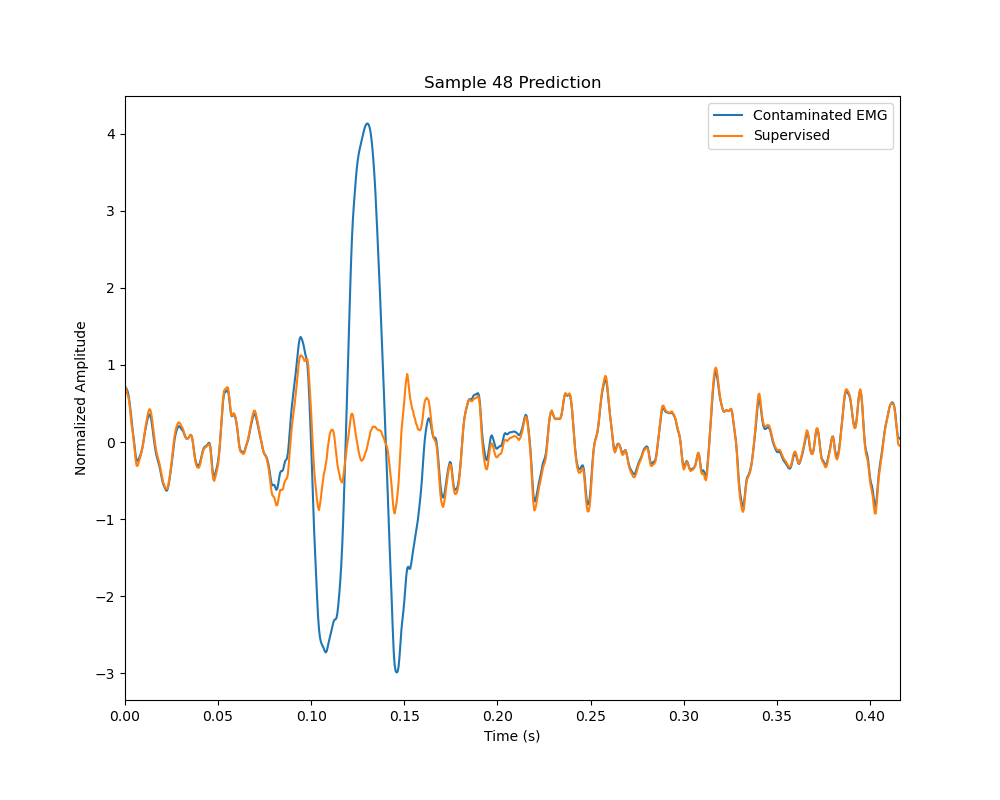 Sample 48 Prediction
Contaminated EMG
Supervised
4
3
2
1
0
−1
−2
−3
Normalized Amplitude
0.00 0.05 0.10 0.15 0.20 0.25 0.30 0.35 0.40
Time (s)